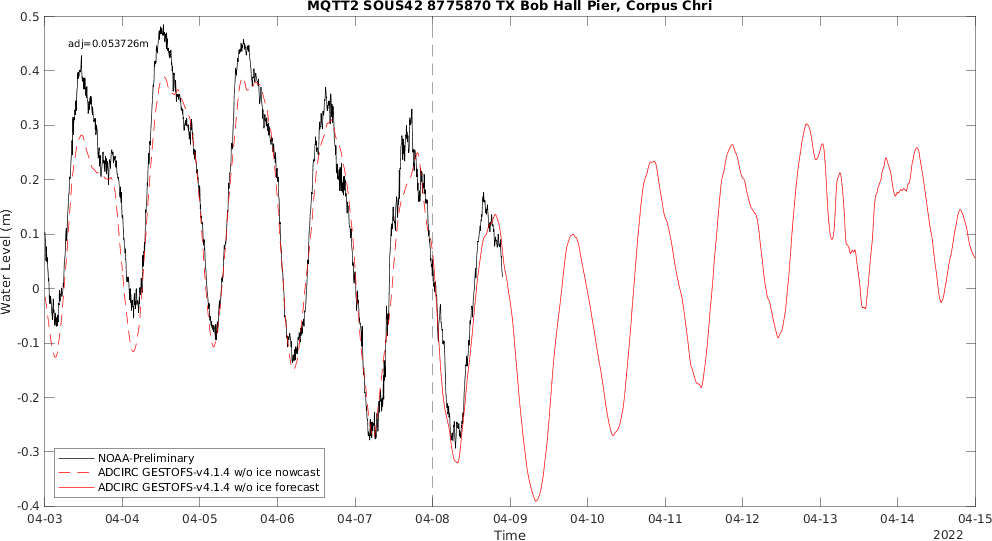 MQTT2 SOUS42 8775870 TX Bob Hall Pier, Corpus Chri
adj=0.053726m
0.5
0.4
0.3
0.2
0.1
0
-0.1
-0.2
-0.3
-0.4
Water Level (m)
NOAA-Preliminary
ADCIRC GESTOFS-v4.1.4 w/o ice nowcast
ADCIRC GESTOFS-v4.1.4 w/o ice forecast
04-03 04-04 04-05 04-06 04-07 04-08 04-09 04-10 04-11 04-12 04-13 04-14 04-15
Time
2022